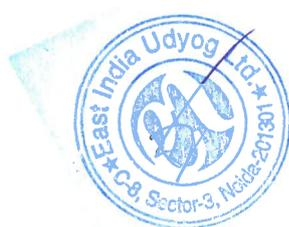 East India Udyog Ltd.
★C-8, Sector-3, Noida-201301★